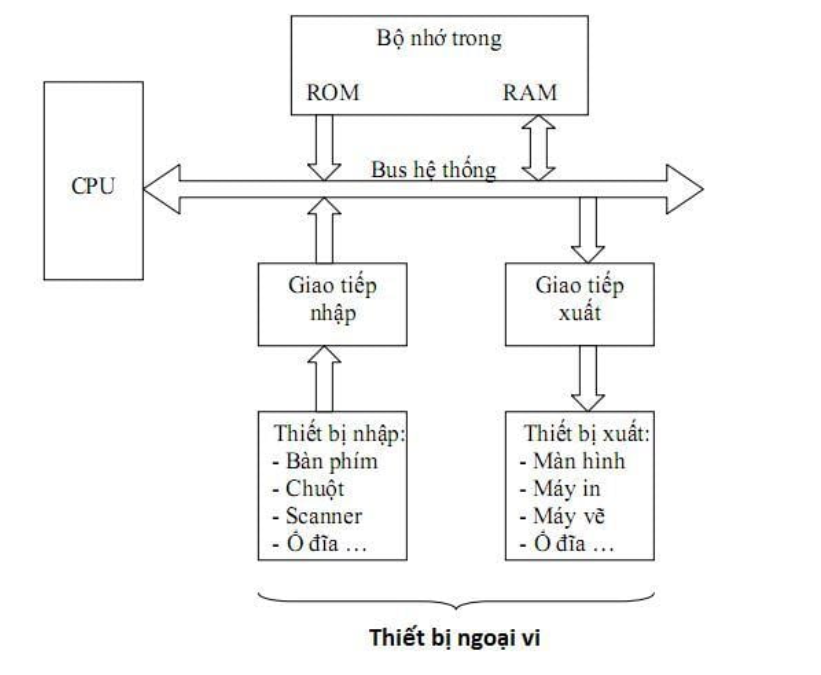 Bộ nhớ trong
ROM
RAM
CPU
Bus hệ thống
Giao tiếp
nhập
Giao tiếp
xuất
Thiết bị nhập:
- Bàn phím
- Chuột
- Scanner
- Ổ đĩa ...
Thiết bị xuất:
- Màn hình
- Máy in
- Máy vẽ
- Ổ đĩa ...
Thiết bị ngoại vi